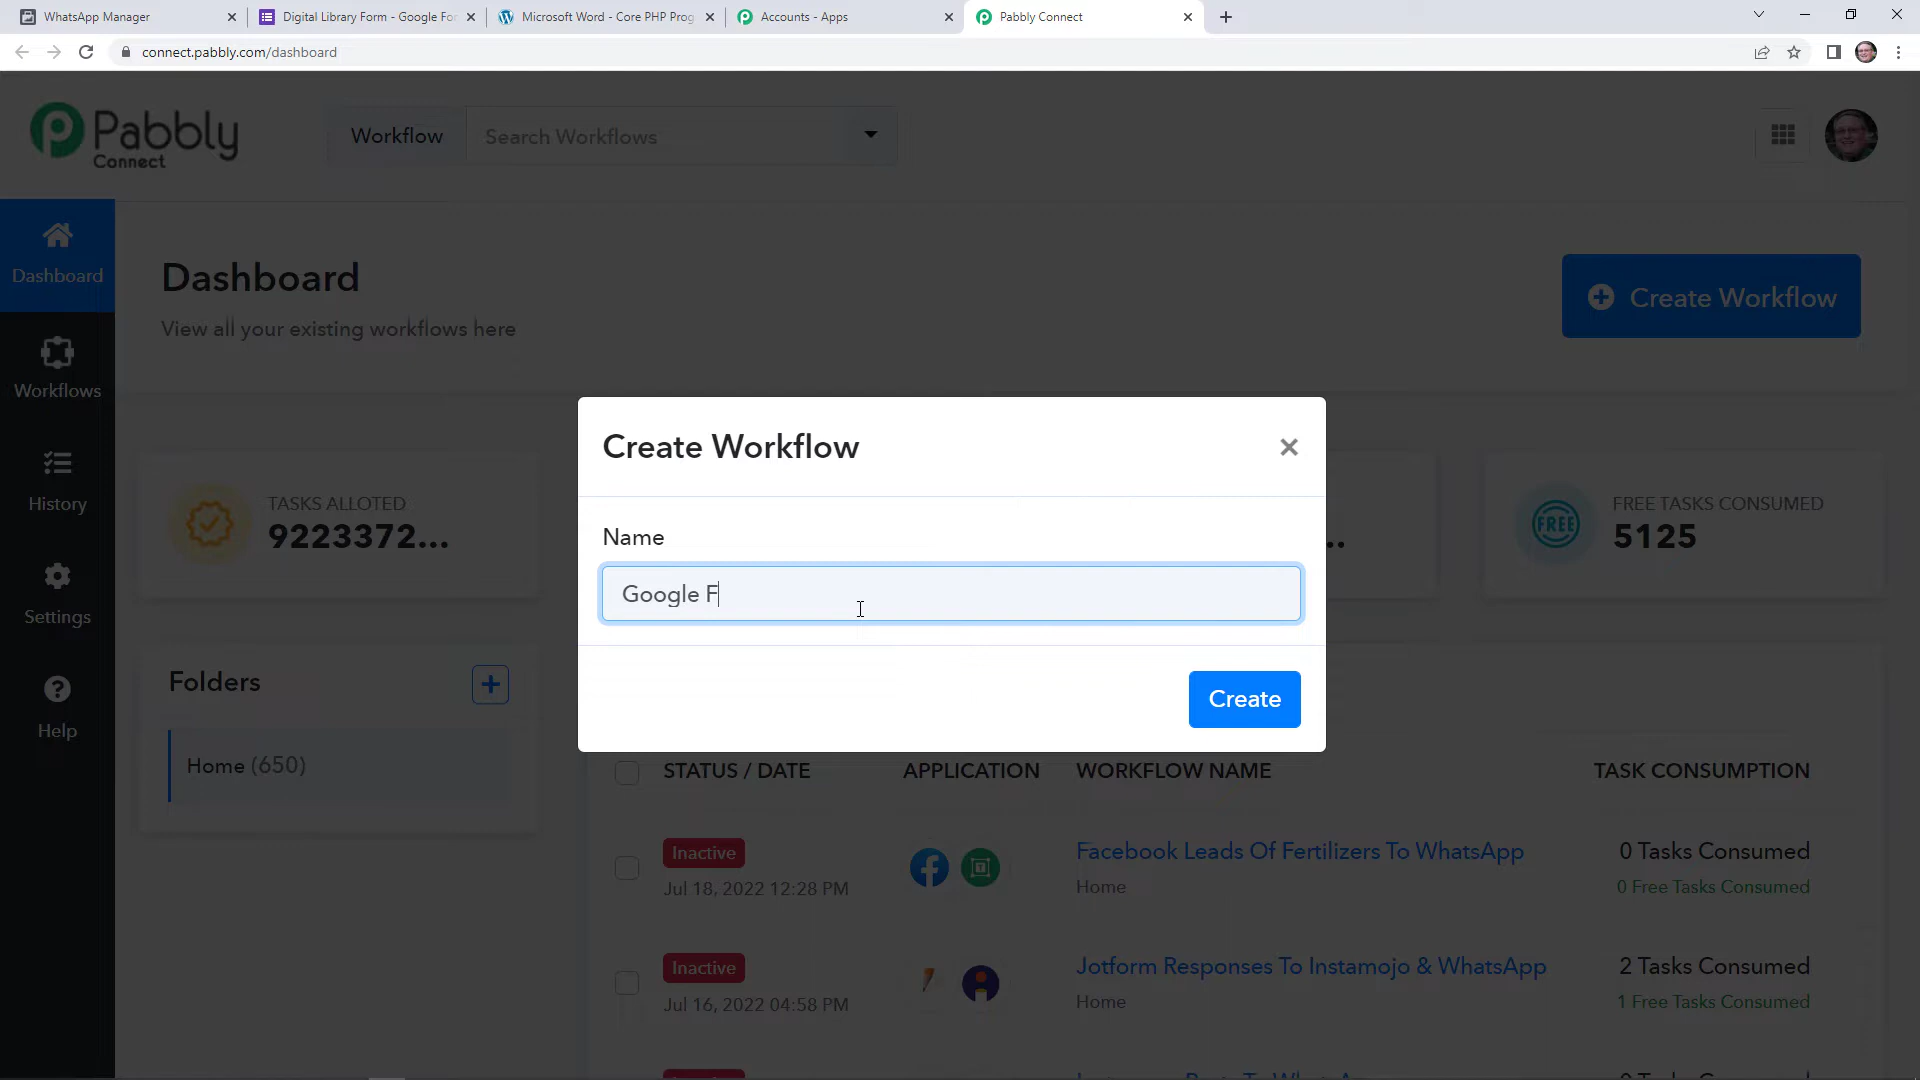 WhatsApp Manager
Digital Library Form - Google For
Microsoft Word - Core PHP Prog
Accounts - Apps
Pabbly Connect
connect.pabbly.com/dashboard
Pabbly
Connect
Workflow
Search Workflows
Dashboard
Workflows
History
Settings
Help
Dashboard
View all your existing workflows here
Create Workflow
TASKS ALLOTED
9223372...
..
FREE
FREE TASKS CONSUMED
5125
Folders
Home (650)
Create Workflow
Name
Google F
Create
STATUS / DATE APPLICATION WORKFLOW NAME TASK CONSUMPTION
Inactive
Jul 18, 2022 12:28 PM
Facebook Leads Of Fertilizers To WhatsApp
Home
0 Tasks Consumed
0 Free Tasks Consumed
Inactive
Jul 16, 2022 04:58 PM
Jotform Responses To Instamojo & WhatsApp
Home
2 Tasks Consumed
1 Free Tasks Consumed